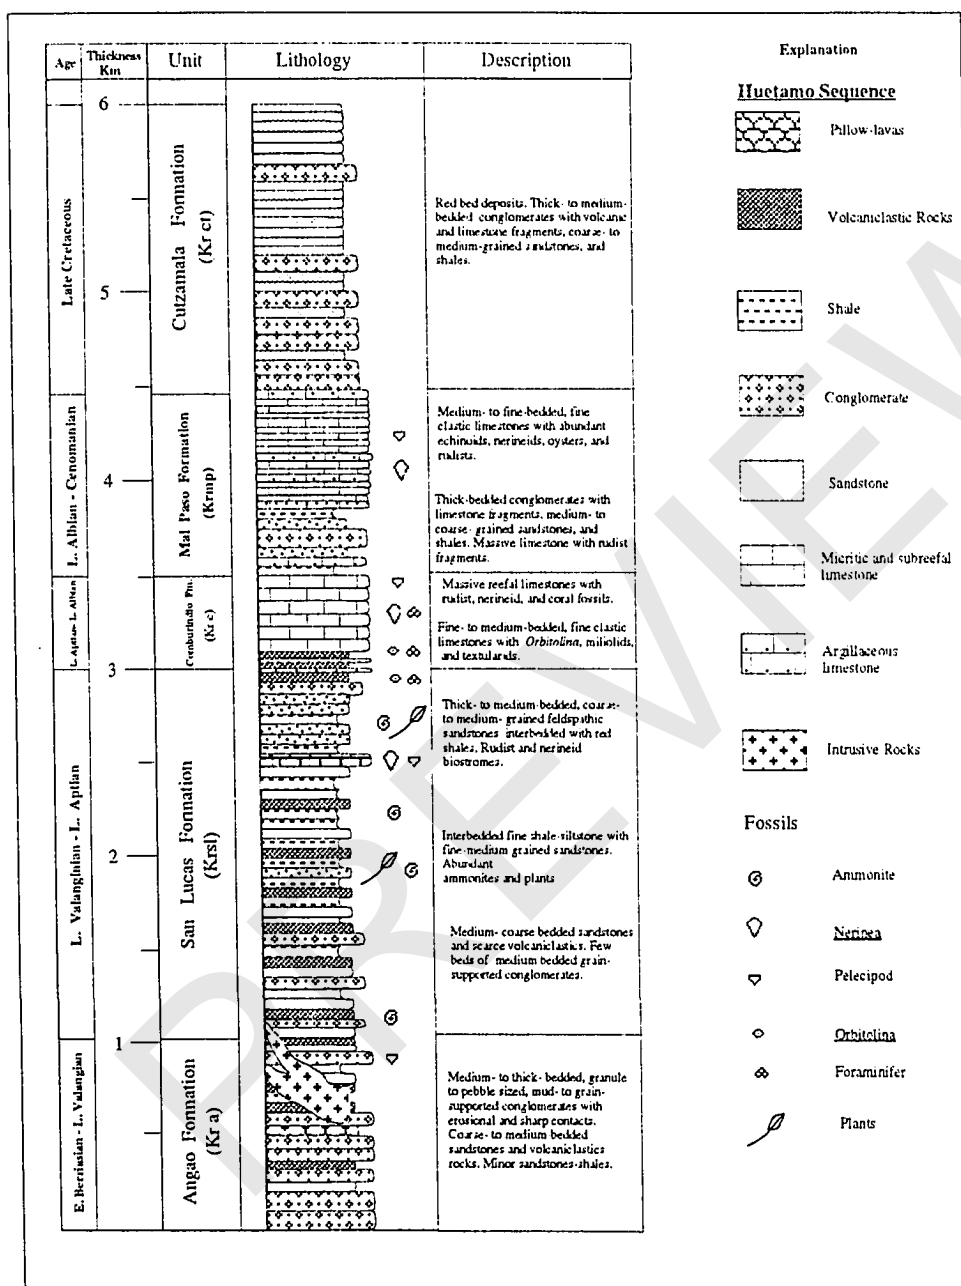 Age
Thickness
Km
Unit
Lithology
Description
6
5
4
3
2
1
Late Cretaceous
Cutzamala Formation
(Kr ct)
Red bed deposits. Thick- to medium-
bedded conglomerates with volcanic
and limestone fragments, coarse- to
medium-grained sandstones, and
shales.
L. Albian - Cenomanian
Mal Paso Formation
(Krmp)
Medium- to fine-bedded, fine
clastic limestones with abundant
echinoids, nerineids, oysters, and
rudists.
Thick-bedded conglomerates with
limestone fragments, medium- to
coarse- grained sandstones, and
shales. Massive limestone with rudist
fragments.
L. Aptian- L. Albian
Comburindio Fm.
(Kr c)
Massive reefal limestones with
rudist, nerineid, and coral fossils.
Fine- to medium-bedded, fine clastic
limestones with Orbitolina, miliolids,
and textularids.
L. Valanginian - L. Aptian
San Lucas Formation
(Krsl)
Thick- to medium-bedded, coarse-
to medium- grained feldspathic
sandstones interbedded with red
shales. Rudist and nerineid
biostromes.
Interbedded fine shale-siltstone with
fine-medium grained sandstones.
Abundant
ammonites and plants
Medium- coarse bedded sandstones
and scarce volcaniclastics. Few
beds of medium bedded grain-
supported conglomerates.
E. Berriasian - L. Valangian
Angao Formation
(Kr a)
Medium- to thick- bedded, granule
to pebble sized, mud- to grain-
supported conglomerates with
erosional and sharp contacts.
Coarse- to medium bedded
sandstones and volcaniclastics
rocks. Minor sandstones-shales.
Explanation
Huetamo Sequence
Pillow-lavas
Volcaniclastic Rocks
Shale
Conglomerate
Sandstone
Micritic and subreefal
limestone
Argillaceous
limestone
Intrusive Rocks
Fossils
Ammonite
Nerinea
Pelecipod
Orbitolina
Foraminifer
Plants
PREVIEW